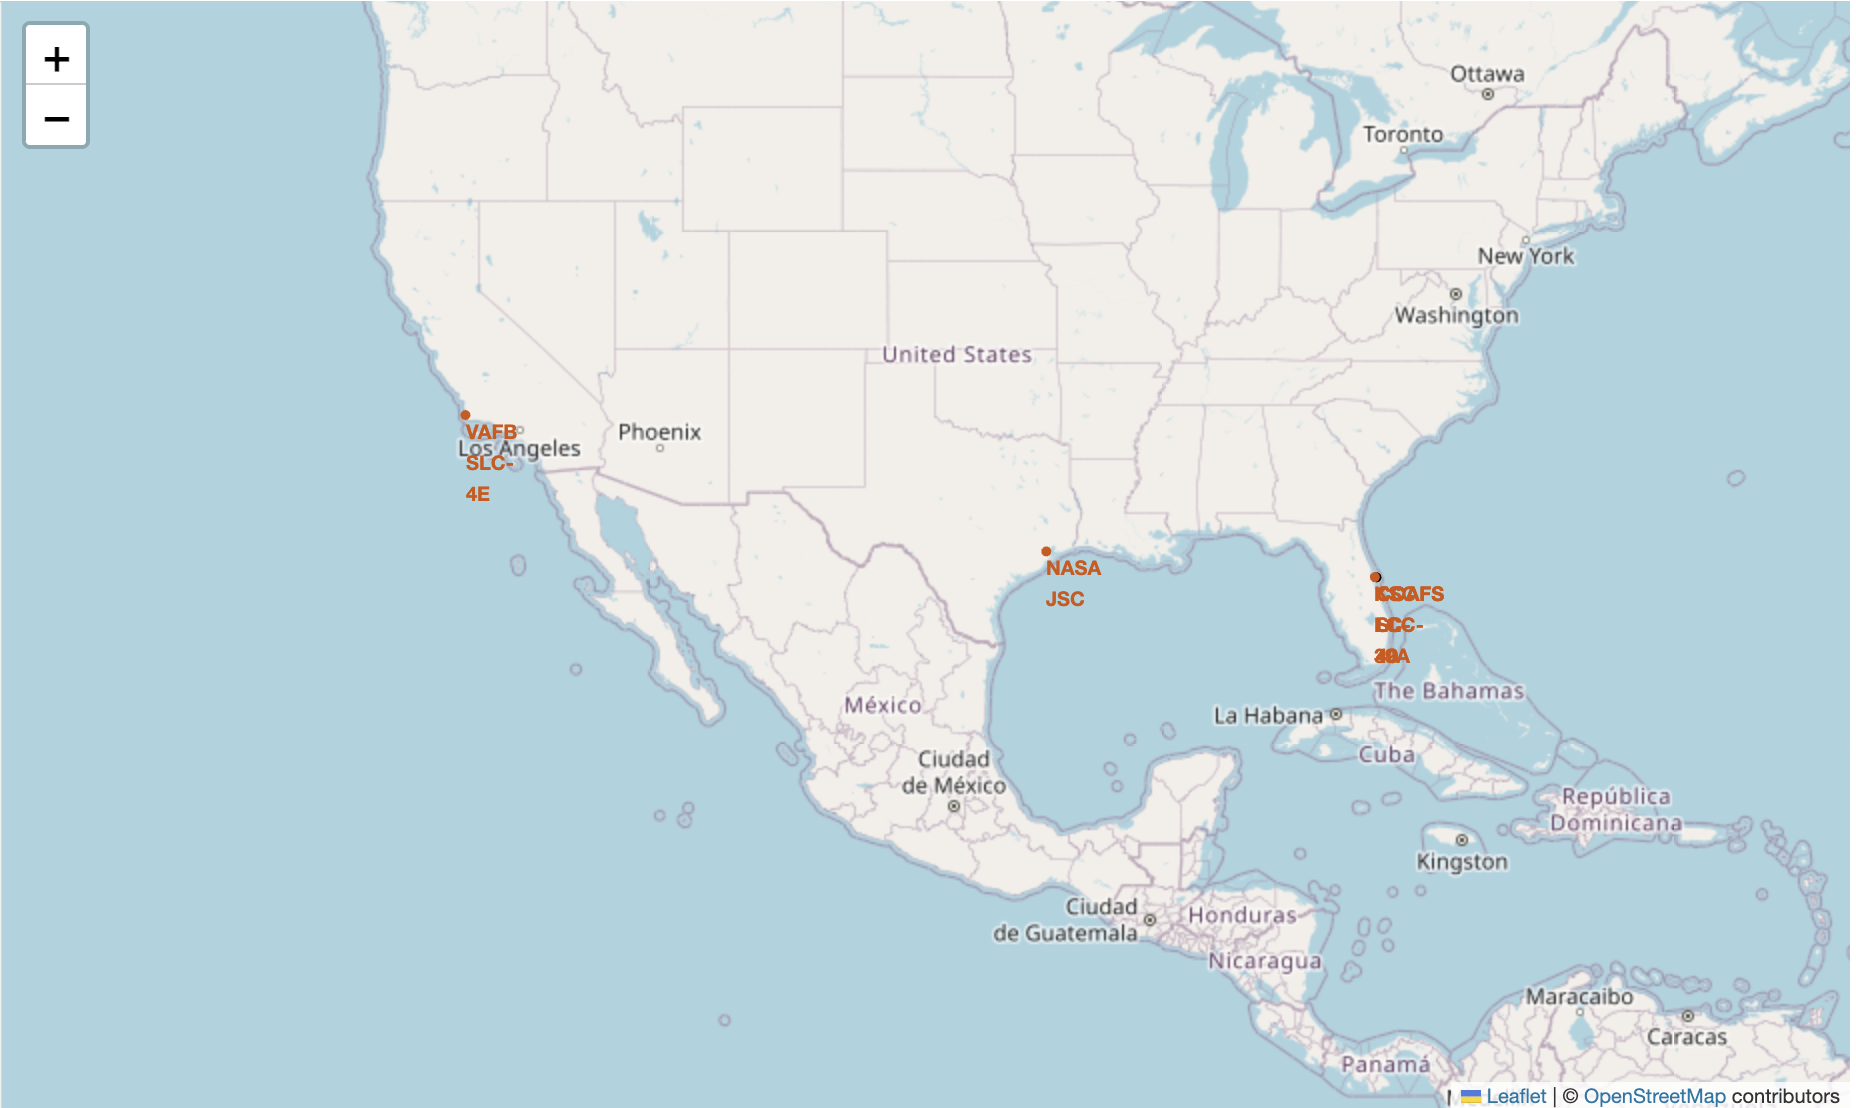 +
−
Ottawa
Toronto
New York
Washington
United States
VAFB
SLC-
4E
Los Angeles
Phoenix
NASA
JSC
México
Ciudad
de México
The Bahamas
La Habana
Cuba
República
Dominicana
Kingston
Ciudad
de Guatemala
Honduras
Nicaragua
Maracaibo
Caracas
Panamá
Leaflet | © OpenStreetMap contributors